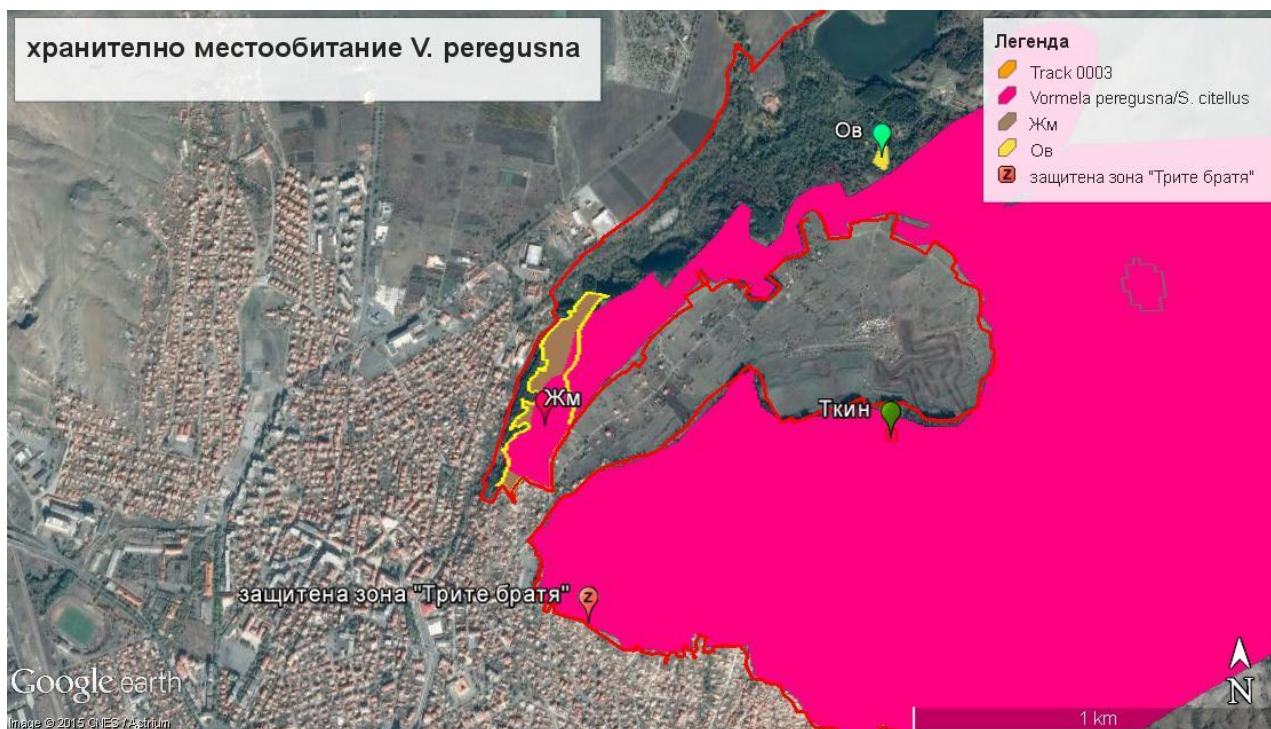 хранително местообитание V. peregusna
Легенда
Track 0003
Vormela peregusna/S. citellus
Жм
Ов
защитена зона "Трите братя"
Ов
Жм
Ткин
защитена зона "Трите братя"
Z
Google earth
N
Image © 2015 CNES / Astrium
1 km